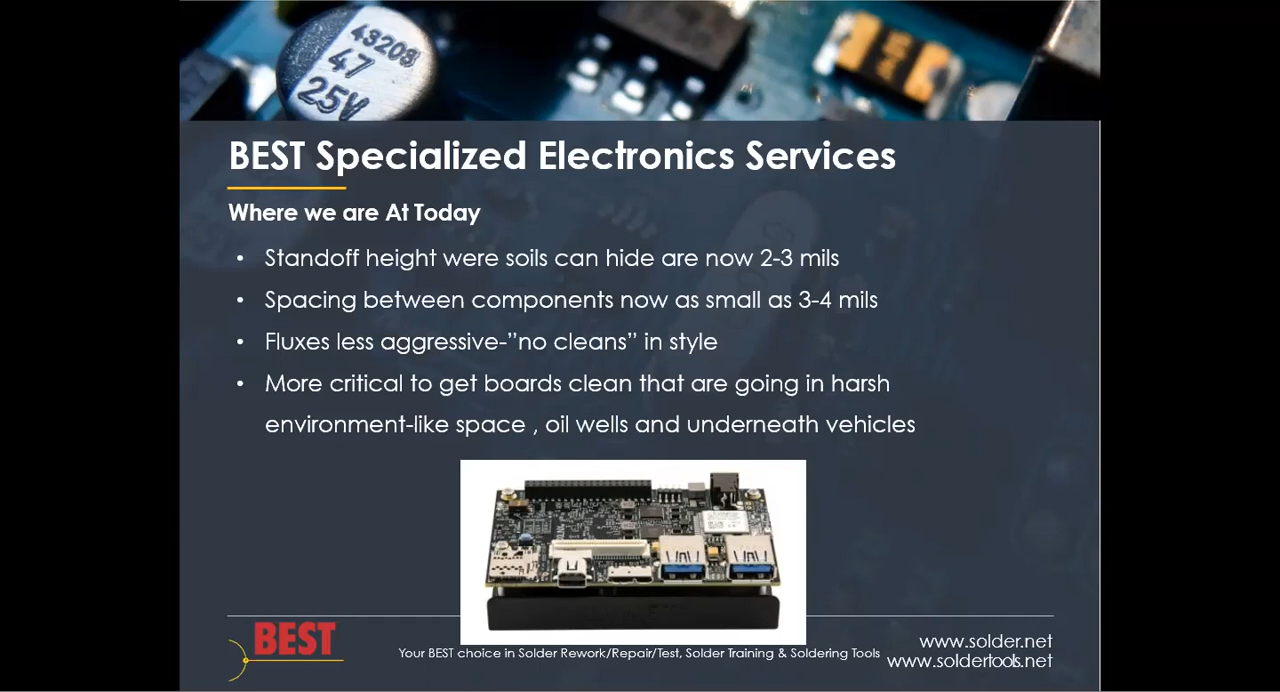 43203
47
25V
BEST Specialized Electronics Services
Where we are At Today
• Standoff height were soils can hide are now 2-3 mils
• Spacing between components now as small as 3-4 mils
• Fluxes less aggressive-”no cleans” in style
• More critical to get boards clean that are going in harsh
environment-like space , oil wells and underneath vehicles
BEST
Your BEST choice in Solder Rework/Repair/Test, Solder Training & Soldering Tools
www.solder.net
www.soldertools.net